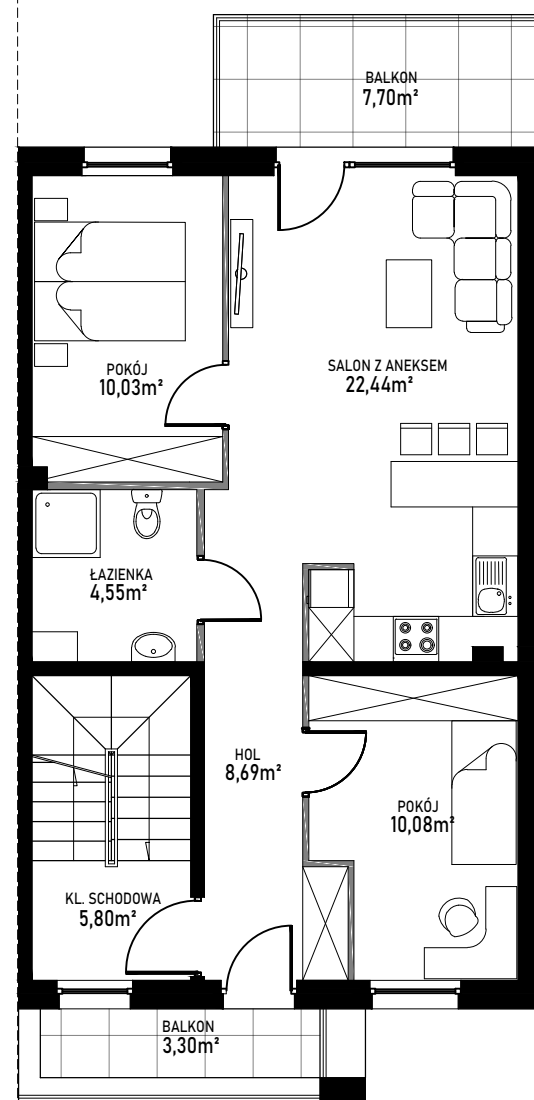 BALKON
7,70m²
POKÓJ
10,03m²
SALON Z ANEKSEM
22,44m²
ŁAZIENKA
4,55m²
HOL
8,69m²
POKÓJ
10,08m²
KL. SCHODOWA
5,80m²
BALKON
3,30m²